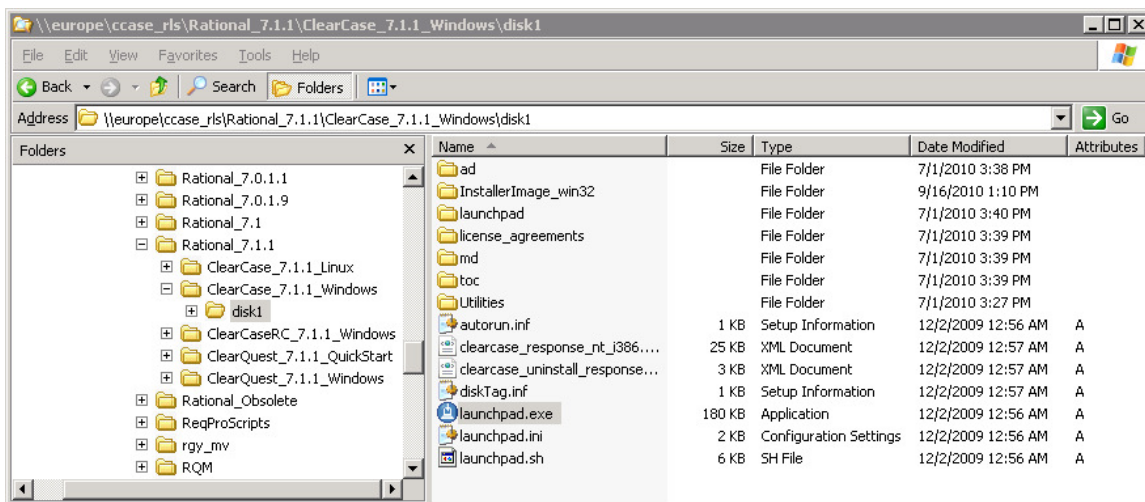 \\europe\ccase_rls\Rational_7.1.1\ClearCase_7.1.1_Windows\disk1
File Edit View Favorites Tools Help
Back Search Folders
Address \\europe\ccase_rls\Rational_7.1.1\ClearCase_7.1.1_Windows\disk1 Go
Folders
Rational_7.0.1.1
Rational_7.0.1.9
Rational_7.1
Rational_7.1.1
ClearCase_7.1.1_Linux
ClearCase_7.1.1_Windows
disk1
ClearCaseRC_7.1.1_Windows
ClearQuest_7.1.1_QuickStart
ClearQuest_7.1.1_Windows
Rational_Obsolete
ReqProScripts
rgy_mv
RQM
Name Size Type Date Modified Attributes
ad File Folder 7/1/2010 3:38 PM
InstallerImage_win32 File Folder 9/16/2010 1:10 PM
launchpad File Folder 7/1/2010 3:40 PM
license_agreements File Folder 7/1/2010 3:39 PM
md File Folder 7/1/2010 3:39 PM
toc File Folder 7/1/2010 3:39 PM
Utilities File Folder 7/1/2010 3:27 PM
autorun.inf 1 KB Setup Information 12/2/2009 12:56 AM A
clearcase_response_nt_i386.... 25 KB XML Document 12/2/2009 12:57 AM A
clearcase_uninstall_response... 3 KB XML Document 12/2/2009 12:57 AM A
diskTag.inf 1 KB Setup Information 12/2/2009 12:56 AM A
launchpad.exe 180 KB Application 12/2/2009 12:56 AM A
launchpad.ini 2 KB Configuration Settings 12/2/2009 12:56 AM A
launchpad.sh 6 KB SH File 12/2/2009 12:56 AM A